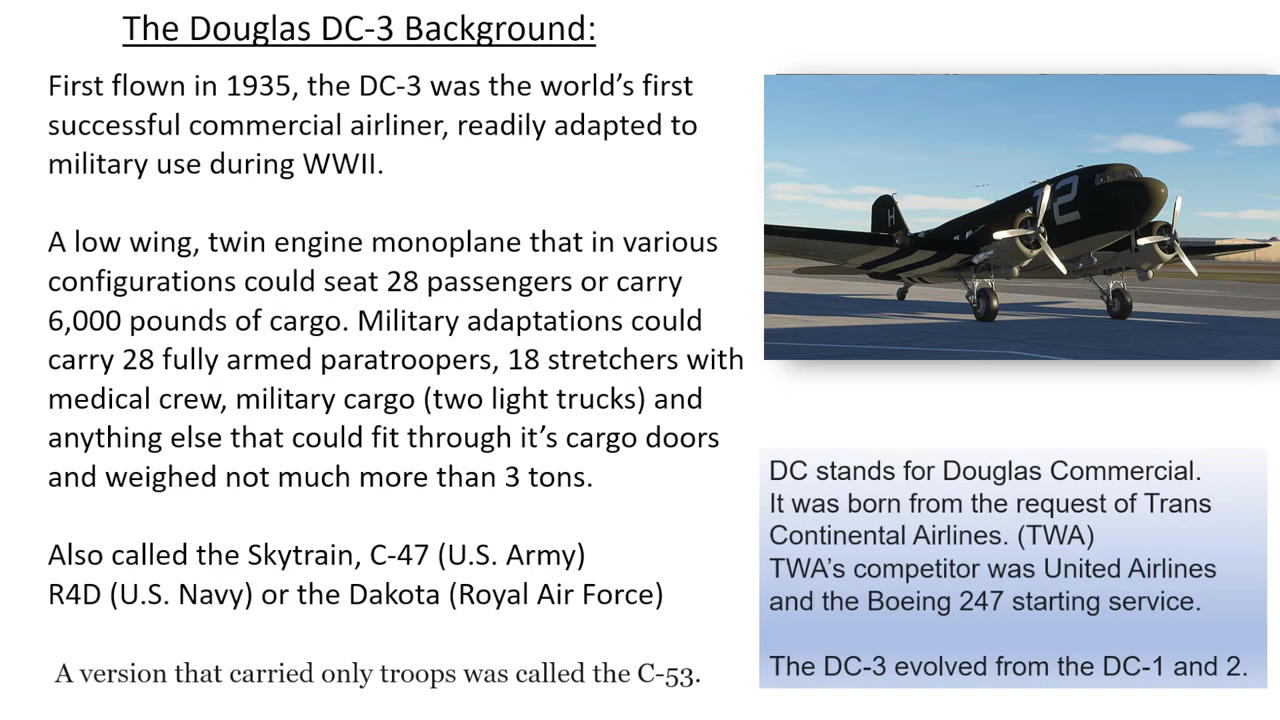 The Douglas DC-3 Background:
First flown in 1935, the DC-3 was the world’s first
successful commercial airliner, readily adapted to
military use during WWII.
A low wing, twin engine monoplane that in various
configurations could seat 28 passengers or carry
6,000 pounds of cargo. Military adaptations could
carry 28 fully armed paratroopers, 18 stretchers with
medical crew, military cargo (two light trucks) and
anything else that could fit through it’s cargo doors
and weighed not much more than 3 tons.
Also called the Skytrain, C-47 (U.S. Army)
R4D (U.S. Navy) or the Dakota (Royal Air Force)
A version that carried only troops was called the C-53.
H
12
DC stands for Douglas Commercial.
It was born from the request of Trans
Continental Airlines. (TWA)
TWA’s competitor was United Airlines
and the Boeing 247 starting service.
The DC-3 evolved from the DC-1 and 2.